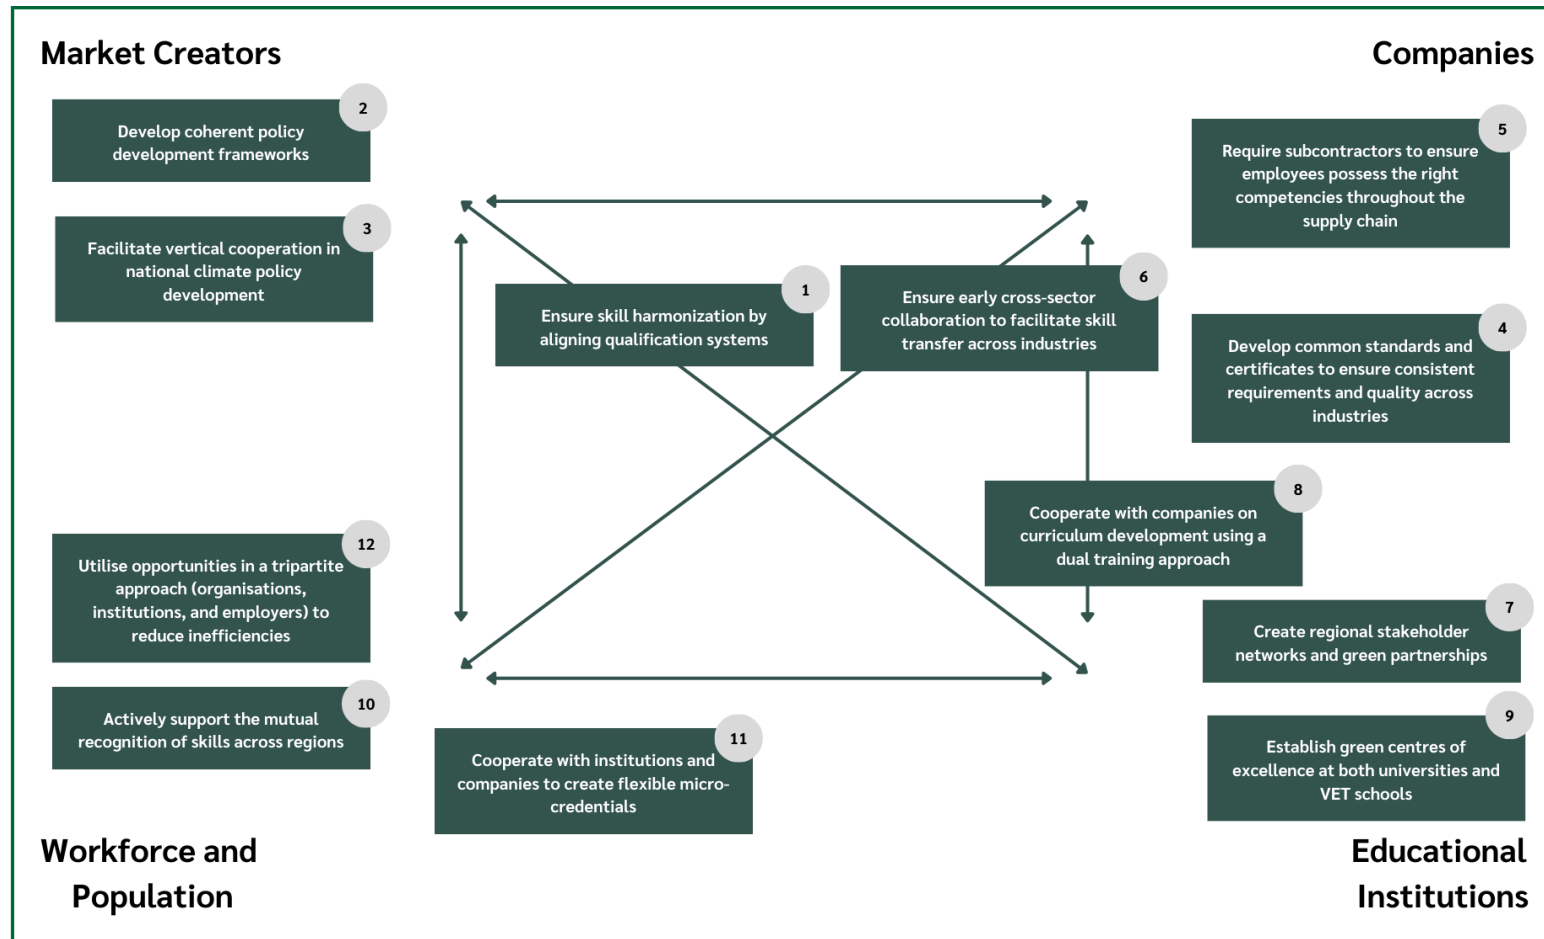 Market Creators
Companies
2
Develop coherent policy
development frameworks
3
Facilitate vertical cooperation in
national climate policy
development
5
Require subcontractors to ensure
employees possess the right
competencies throughout the
supply chain
1
Ensure skill harmonization by
aligning qualification systems
6
Ensure early cross-sector
collaboration to facilitate skill
transfer across industries
4
Develop common standards and
certificates to ensure consistent
requirements and quality across
industries
8
Cooperate with companies on
curriculum development using a
dual training approach
12
Utilise opportunities in a tripartite
approach (organisations,
institutions, and employers) to
reduce inefficiencies
7
Create regional stakeholder
networks and green partnerships
10
Actively support the mutual
recognition of skills across regions
11
Cooperate with institutions and
companies to create flexible micro-
credentials
9
Establish green centres of
excellence at both universities and
VET schools
Workforce and
Population
Educational
Institutions